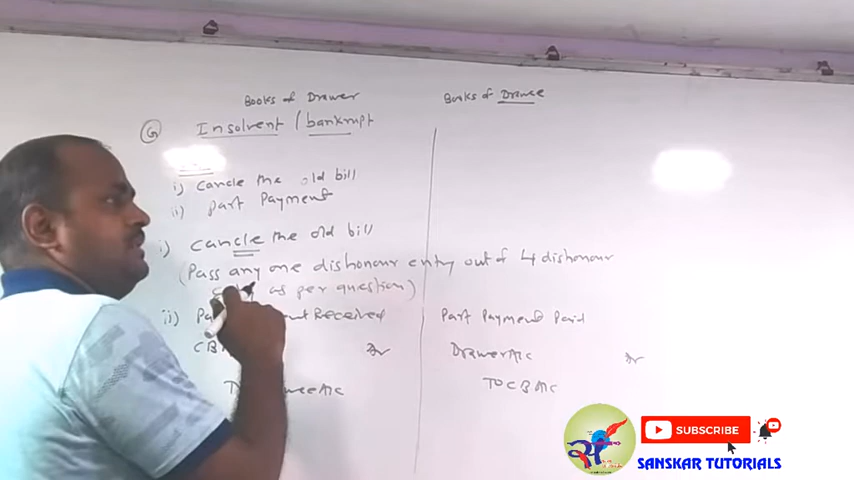 Books of Drawer
Books of Drawee
G Insolvent / bankrupt
i) cancle the old bill
ii) part Payment
i) cancle the old bill
(Pass any one dishonour entry out of 4 dishonour
as per question)
ii) Received
Part Payment Paid
Dr
Drawer A/c Dr
To CB A/c
SUBSCRIBE
SANSKAR TUTORIALS